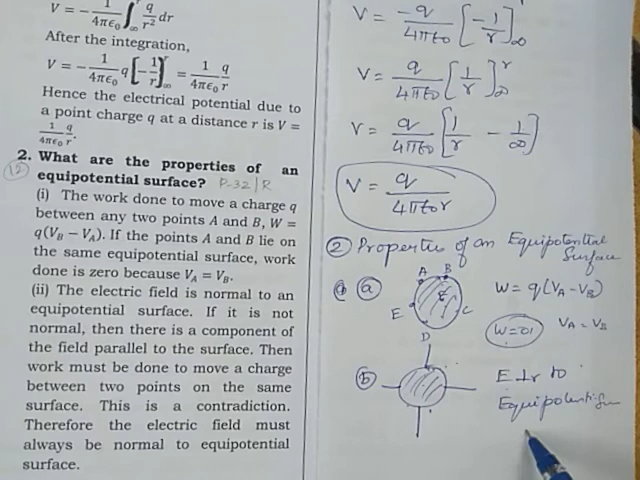 V = -1/4πε₀ ∫∞ q/r² dr
After the integration,
V = - 1/4πε₀ q[-1/r]ʳ∞ = 1/4πε₀ q/r
Hence the electrical potential due to
a point charge q at a distance r is V =
1/4πε₀ q/r.
2. What are the properties of an
equipotential surface? P-32|R
12
(i) The work done to move a charge q
between any two points A and B, W =
q(V_B – V_A). If the points A and B lie on
the same equipotential surface, work
done is zero because V_A = V_B.
(ii) The electric field is normal to an
equipotential surface. If it is not
normal, then there is a component of
the field parallel to the surface. Then
work must be done to move a charge
between two points on the same
surface. This is a contradiction.
Therefore the electric field must
always be normal to equipotential
surface.
V = -q/4πε₀ [-1/r]∞
V = q/4πε₀ [1/r]ʳ∞
V = q/4πε₀ [1/r - 1/∞]
V = q/4πε₀r
② Properties of an Equipotential
Surface
ⓐ A B E C D
W = q(V_A - V_B)
W=0 V_A = V_B
ⓑ E ⊥r to
Equipotential